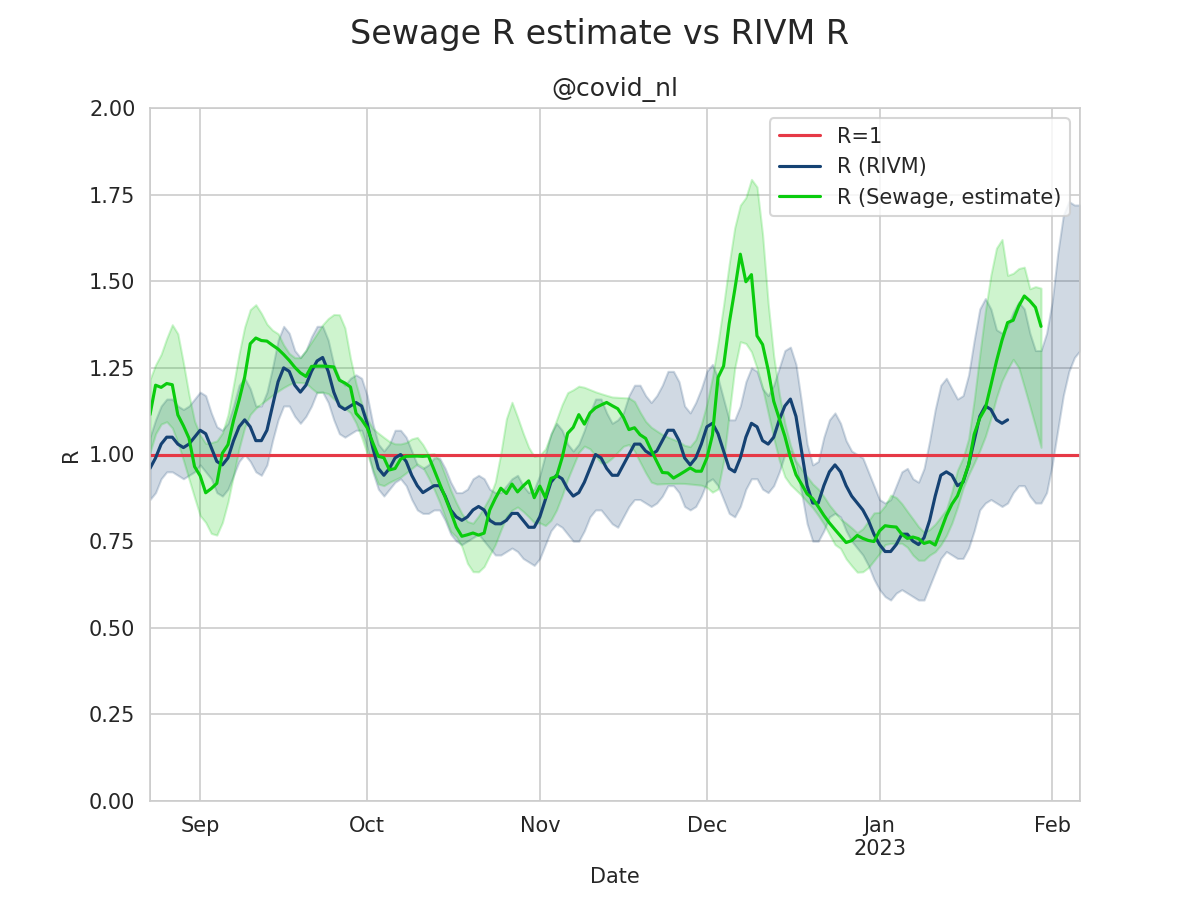 Sewage R estimate vs RIVM R
@covid_nl
2.00
1.75
1.50
1.25
1.00
0.75
0.50
0.25
0.00
R
R=1
R (RIVM)
R (Sewage, estimate)
Sep
Oct
Nov
Dec
Jan
2023
Feb
Date